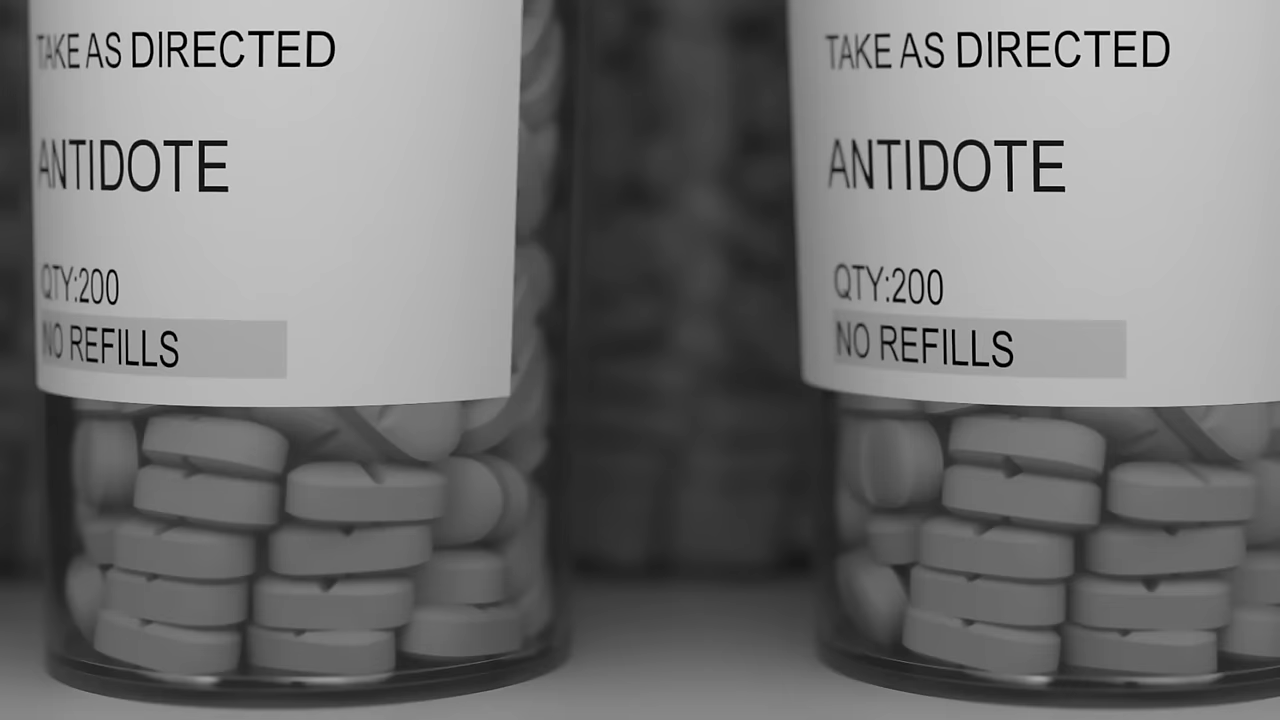 TAKE AS DIRECTED
ANTIDOTE
QTY:200
NO REFILLS
TAKE AS DIRECTED
ANTIDOTE
QTY:200
NO REFILLS